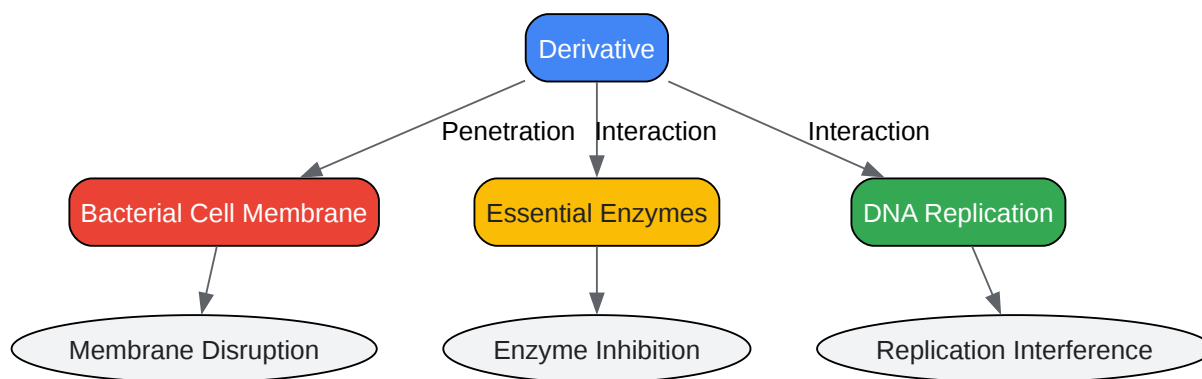 Derivative
Penetration
Interaction
Interaction
Bacterial Cell Membrane
Essential Enzymes
DNA Replication
Membrane Disruption
Enzyme Inhibition
Replication Interference